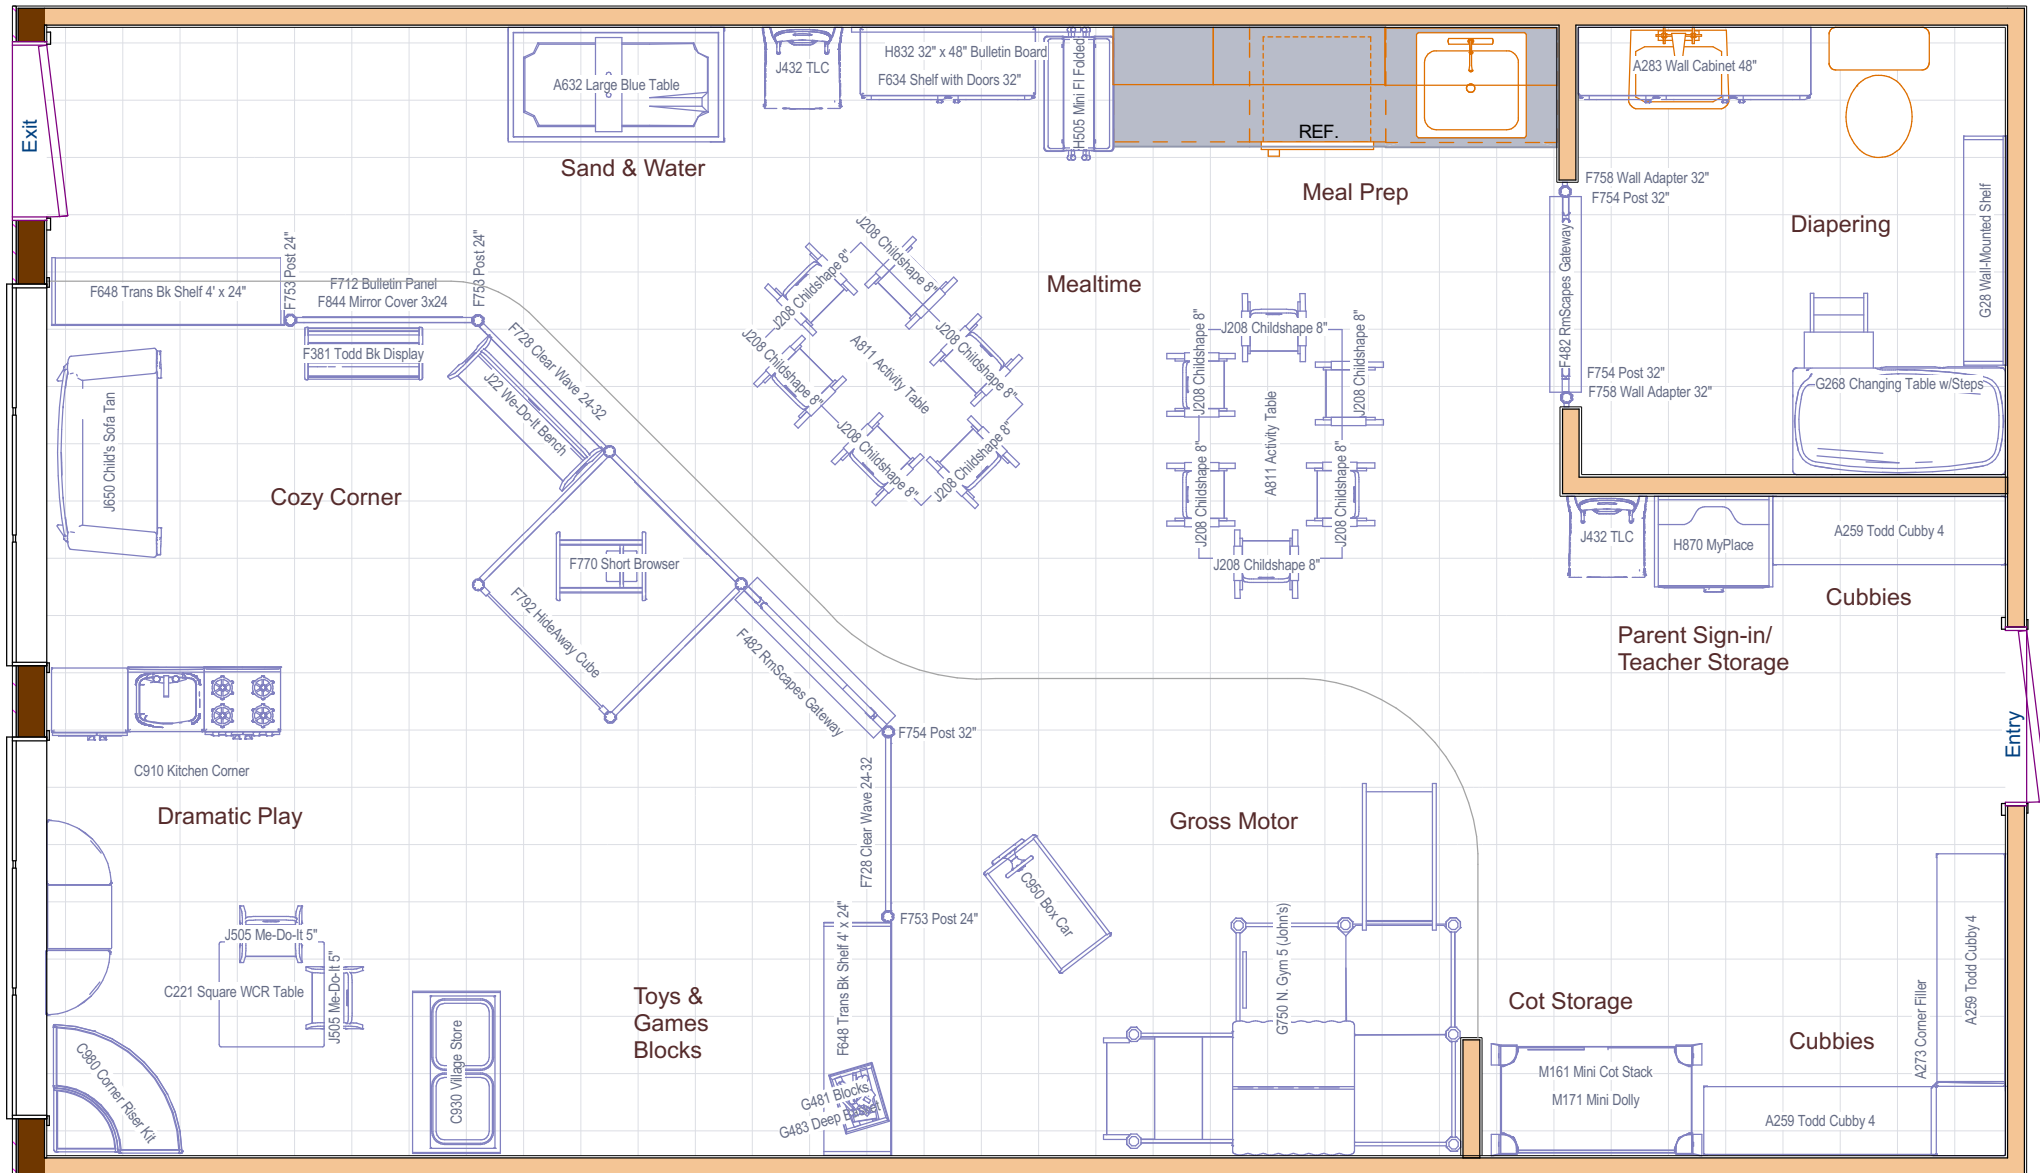 H832 32" x 48" Bulletin Board
F634 Shelf with Doors 32"
J432 TLC
A632 Large Blue Table
H505 Mini Fl Folded
REF.
A283 Wall Cabinet 48"
Exit
Sand & Water
Meal Prep
F758 Wall Adapter 32"
F754 Post 32"
F482 RmScapes Gateway
F754 Post 32"
F758 Wall Adapter 32"
Diapering
G28 Wall-Mounted Shelf
G268 Changing Table w/Steps
F648 Trans Bk Shelf 4' x 24"
F753 Post 24"
F712 Bulletin Panel
F844 Mirror Cover 3x24
F753 Post 24"
F381 Todd Bk Display
F728 Clear Wave 24-32
J22 We-Do-It Bench
J650 Child's Sofa Tan
Cozy Corner
Mealtime
J208 Childshape 8"
J208 Childshape 8"
J208 Childshape 8"
J208 Childshape 8"
J208 Childshape 8"
J208 Childshape 8"
A811 Activity Table
J208 Childshape 8"
J208 Childshape 8"
J208 Childshape 8"
J208 Childshape 8"
J208 Childshape 8"
J208 Childshape 8"
A811 Activity Table
J432 TLC
H870 MyPlace
A259 Todd Cubby 4
Cubbies
Parent Sign-in/
Teacher Storage
Entry
F770 Short Browser
F792 HideAway Cube
F482 RmScapes Gateway
F754 Post 32"
F728 Clear Wave 24-32
F753 Post 24"
C910 Kitchen Corner
Dramatic Play
Gross Motor
C950 Box Car
G750 N. Gym 5 (John's)
J505 Me-Do-It 5"
J505 Me-Do-It 5"
C221 Square WCR Table
C980 Corner Riser Kit
C930 Village Store
Toys &
Games
Blocks
F648 Trans Bk Shelf 4' x 24"
G481 Blocks
G483 Deep Basket
Cot Storage
M161 Mini Cot Stack
M171 Mini Dolly
Cubbies
A273 Corner Filler
A259 Todd Cubby 4
A259 Todd Cubby 4